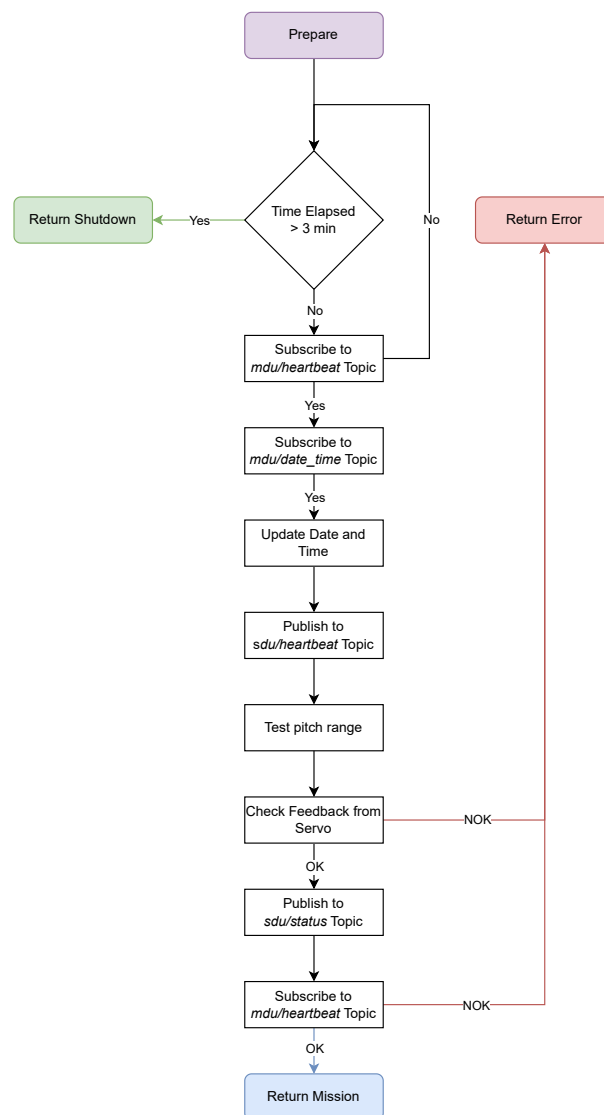 Prepare
Time Elapsed
> 3 min
Yes
Return Shutdown
No
Return Error
No
Subscribe to
mdu/heartbeat Topic
Yes
Subscribe to
mdu/date_time Topic
Yes
Update Date and
Time
Publish to
sdu/heartbeat Topic
Test pitch range
Check Feedback from
Servo
NOK
OK
Publish to
sdu/status Topic
Subscribe to
mdu/heartbeat Topic
NOK
OK
Return Mission